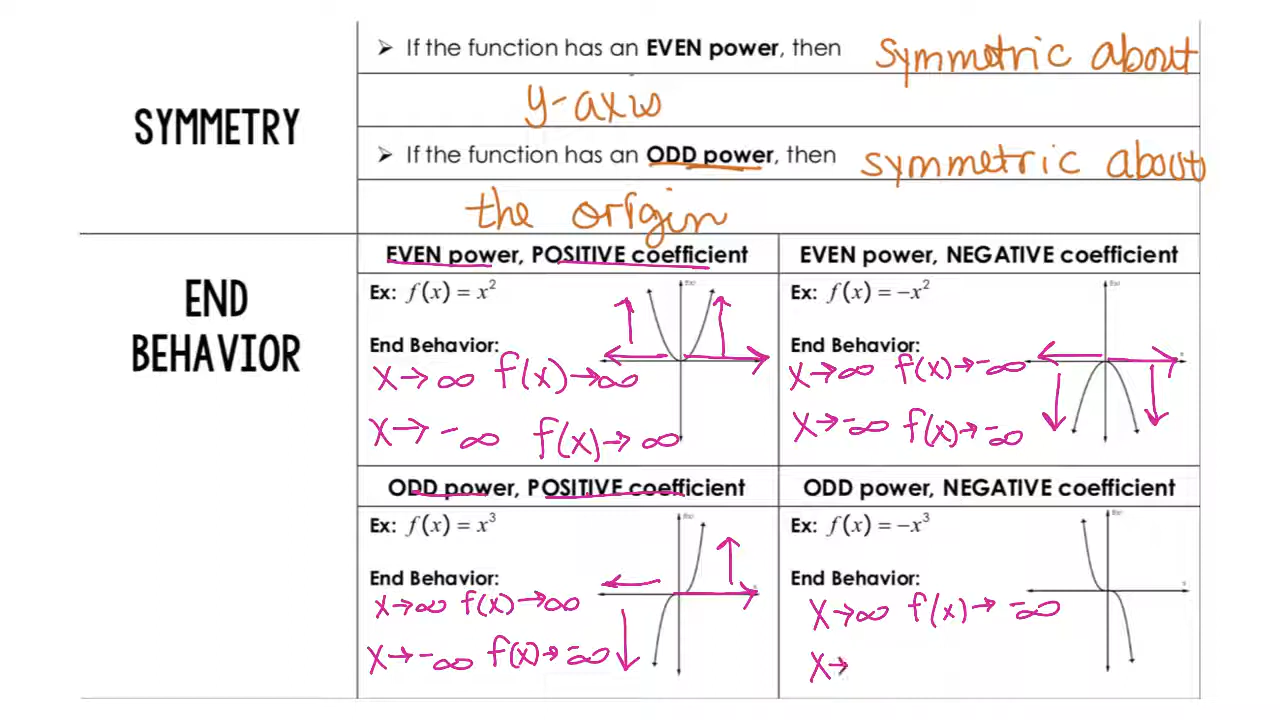 ➤ If the function has an EVEN power, then symmetric about
y-axis
SYMMETRY
➤ If the function has an ODD power, then symmetric about
the origin
END
BEHAVIOR
EVEN power, POSITIVE coefficient
Ex: f(x) = x²
End Behavior:
x→∞ f(x)→∞
x→-∞ f(x)→∞
EVEN power, NEGATIVE coefficient
Ex: f(x) = −x²
End Behavior:
x→∞ f(x)→-∞
x→-∞ f(x)→-∞
ODD power, POSITIVE coefficient
Ex: f(x) = x³
End Behavior:
x→∞ f(x)→∞
x→-∞ f(x)→-∞
ODD power, NEGATIVE coefficient
Ex: f(x) = −x³
End Behavior:
x→∞ f(x)→-∞
x→